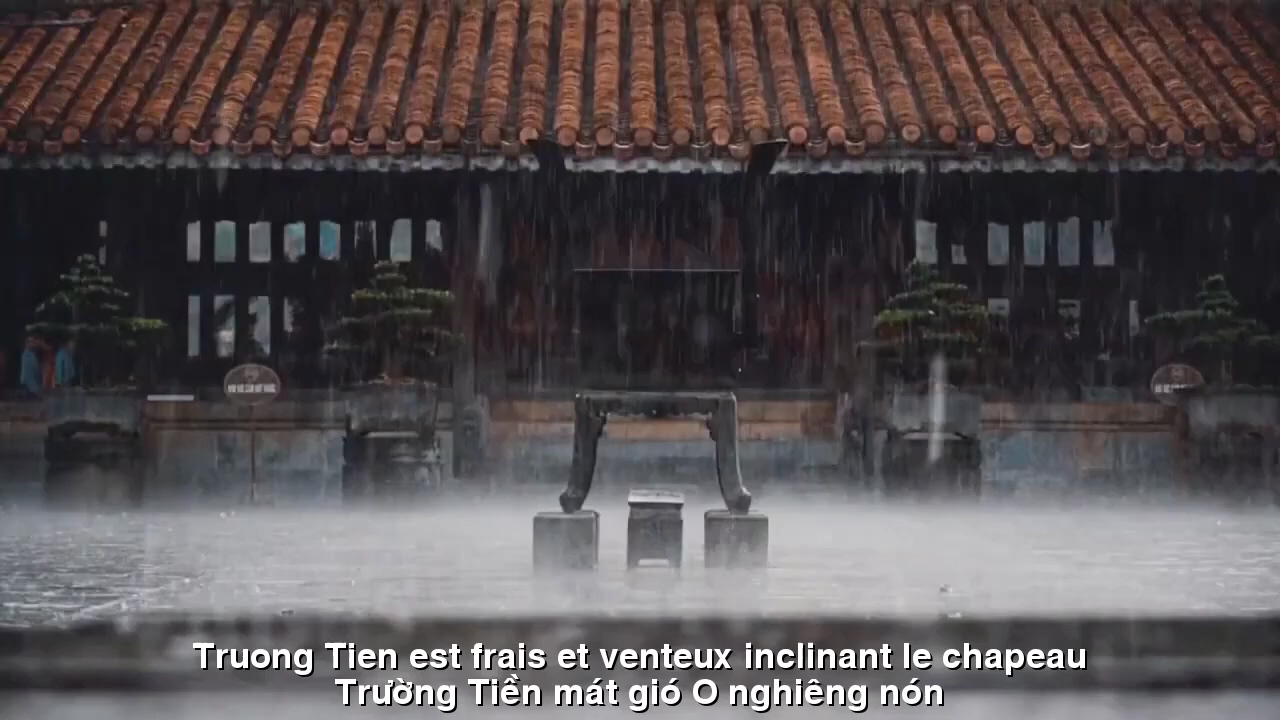 Truong Tien est frais et venteux inclinant le chapeau
Trường Tiền mát gió O nghiêng nón